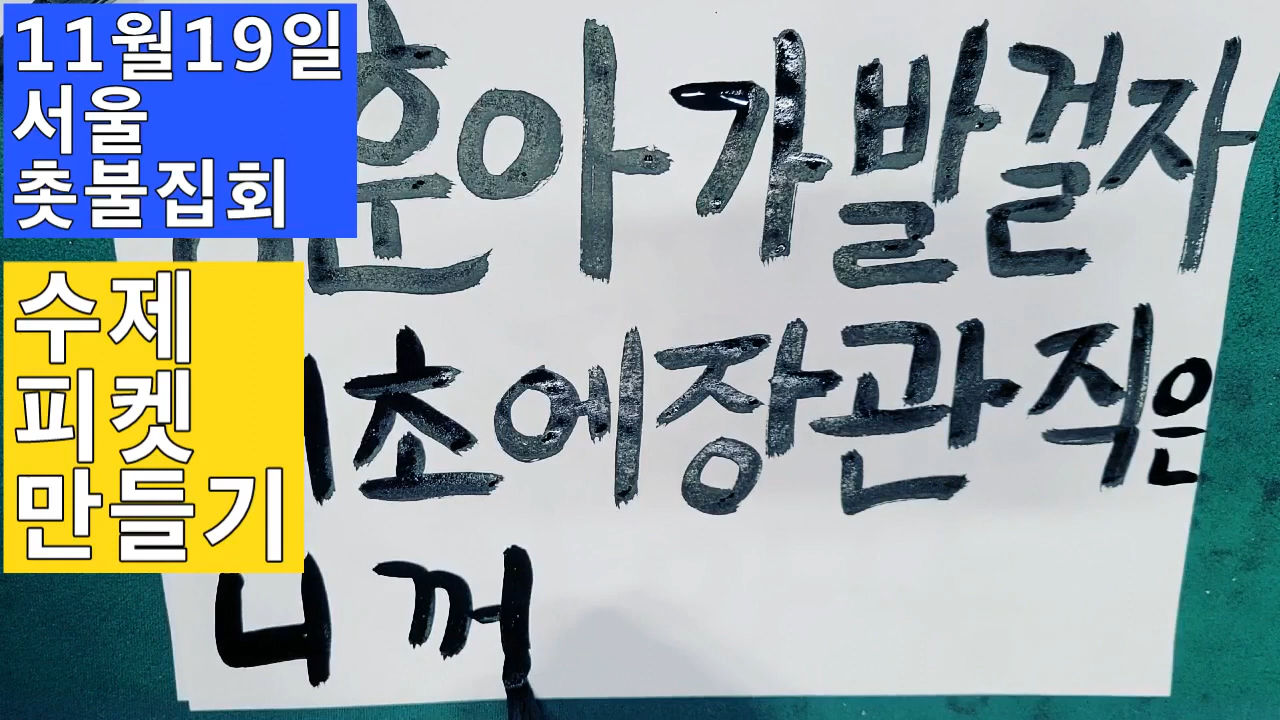 11월19일
서울
촛불집회
수제
피켓
만들기
훈아 가발걸자
초에장관직은
니꺼